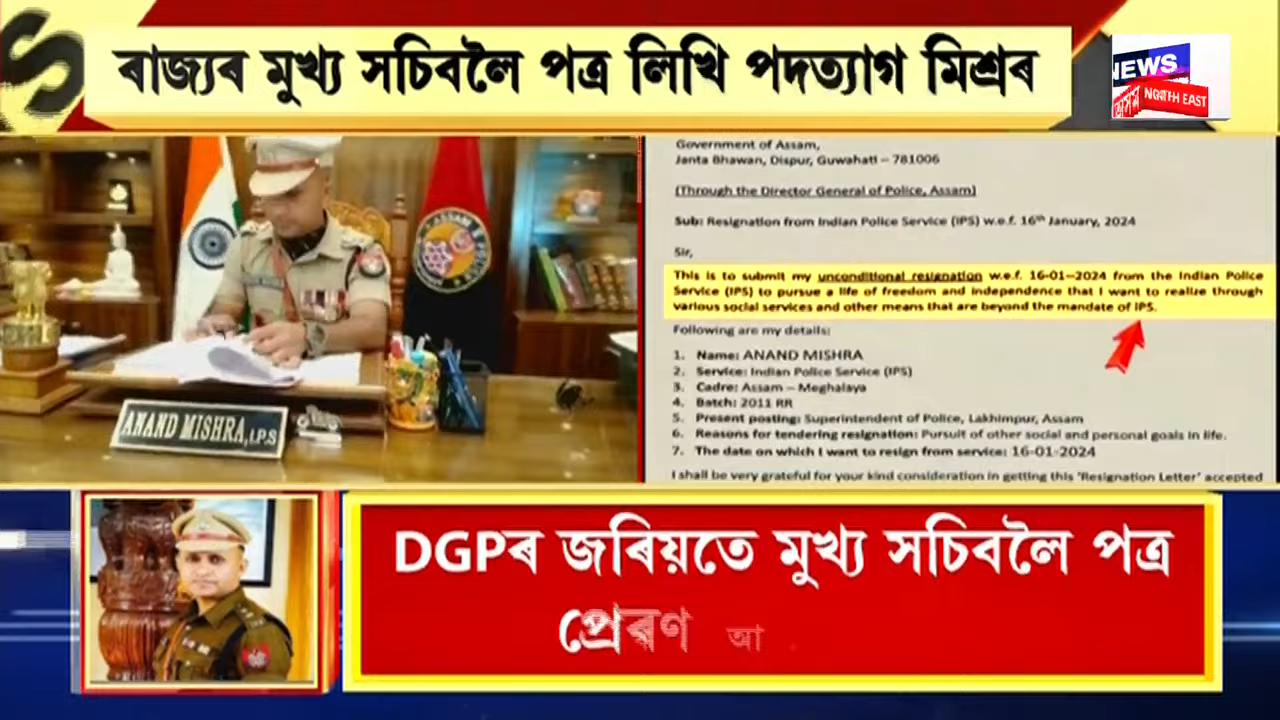 ৰাজ্যৰ মুখ্য সচিবলৈ পত্ৰ লিখি পদত্যাগ মিশ্ৰৰ
NEWS
অসম NORTH EAST
Government of Assam,
Janta Bhawan, Dispur, Guwahati – 781006
(Through the Director General of Police, Assam)
Sub: Resignation from Indian Police Service (IPS) w.e.f. 16th January, 2024
Sir,
This is to submit my unconditional resignation w.e.f. 16-01-2024 from the Indian Police
Service (IPS) to pursue a life of freedom and independence that I want to realize through
various social services and other means that are beyond the mandate of IPS.
Following are my details:
1. Name: ANAND MISHRA
2. Service: Indian Police Service (IPS)
3. Cadre: Assam – Meghalaya
4. Batch: 2011 RR
5. Present posting: Superintendent of Police, Lakhimpur, Assam
6. Reasons for tendering resignation: Pursuit of other social and personal goals in life.
7. The date on which I want to resign from service: 16-01-2024
I shall be very grateful for your kind consideration in getting this 'Resignation Letter' accepted
ANAND MISHRA, I.P.S
DGPৰ জৰিয়তে মুখ্য সচিবলৈ পত্ৰ
প্ৰেৰণ আ